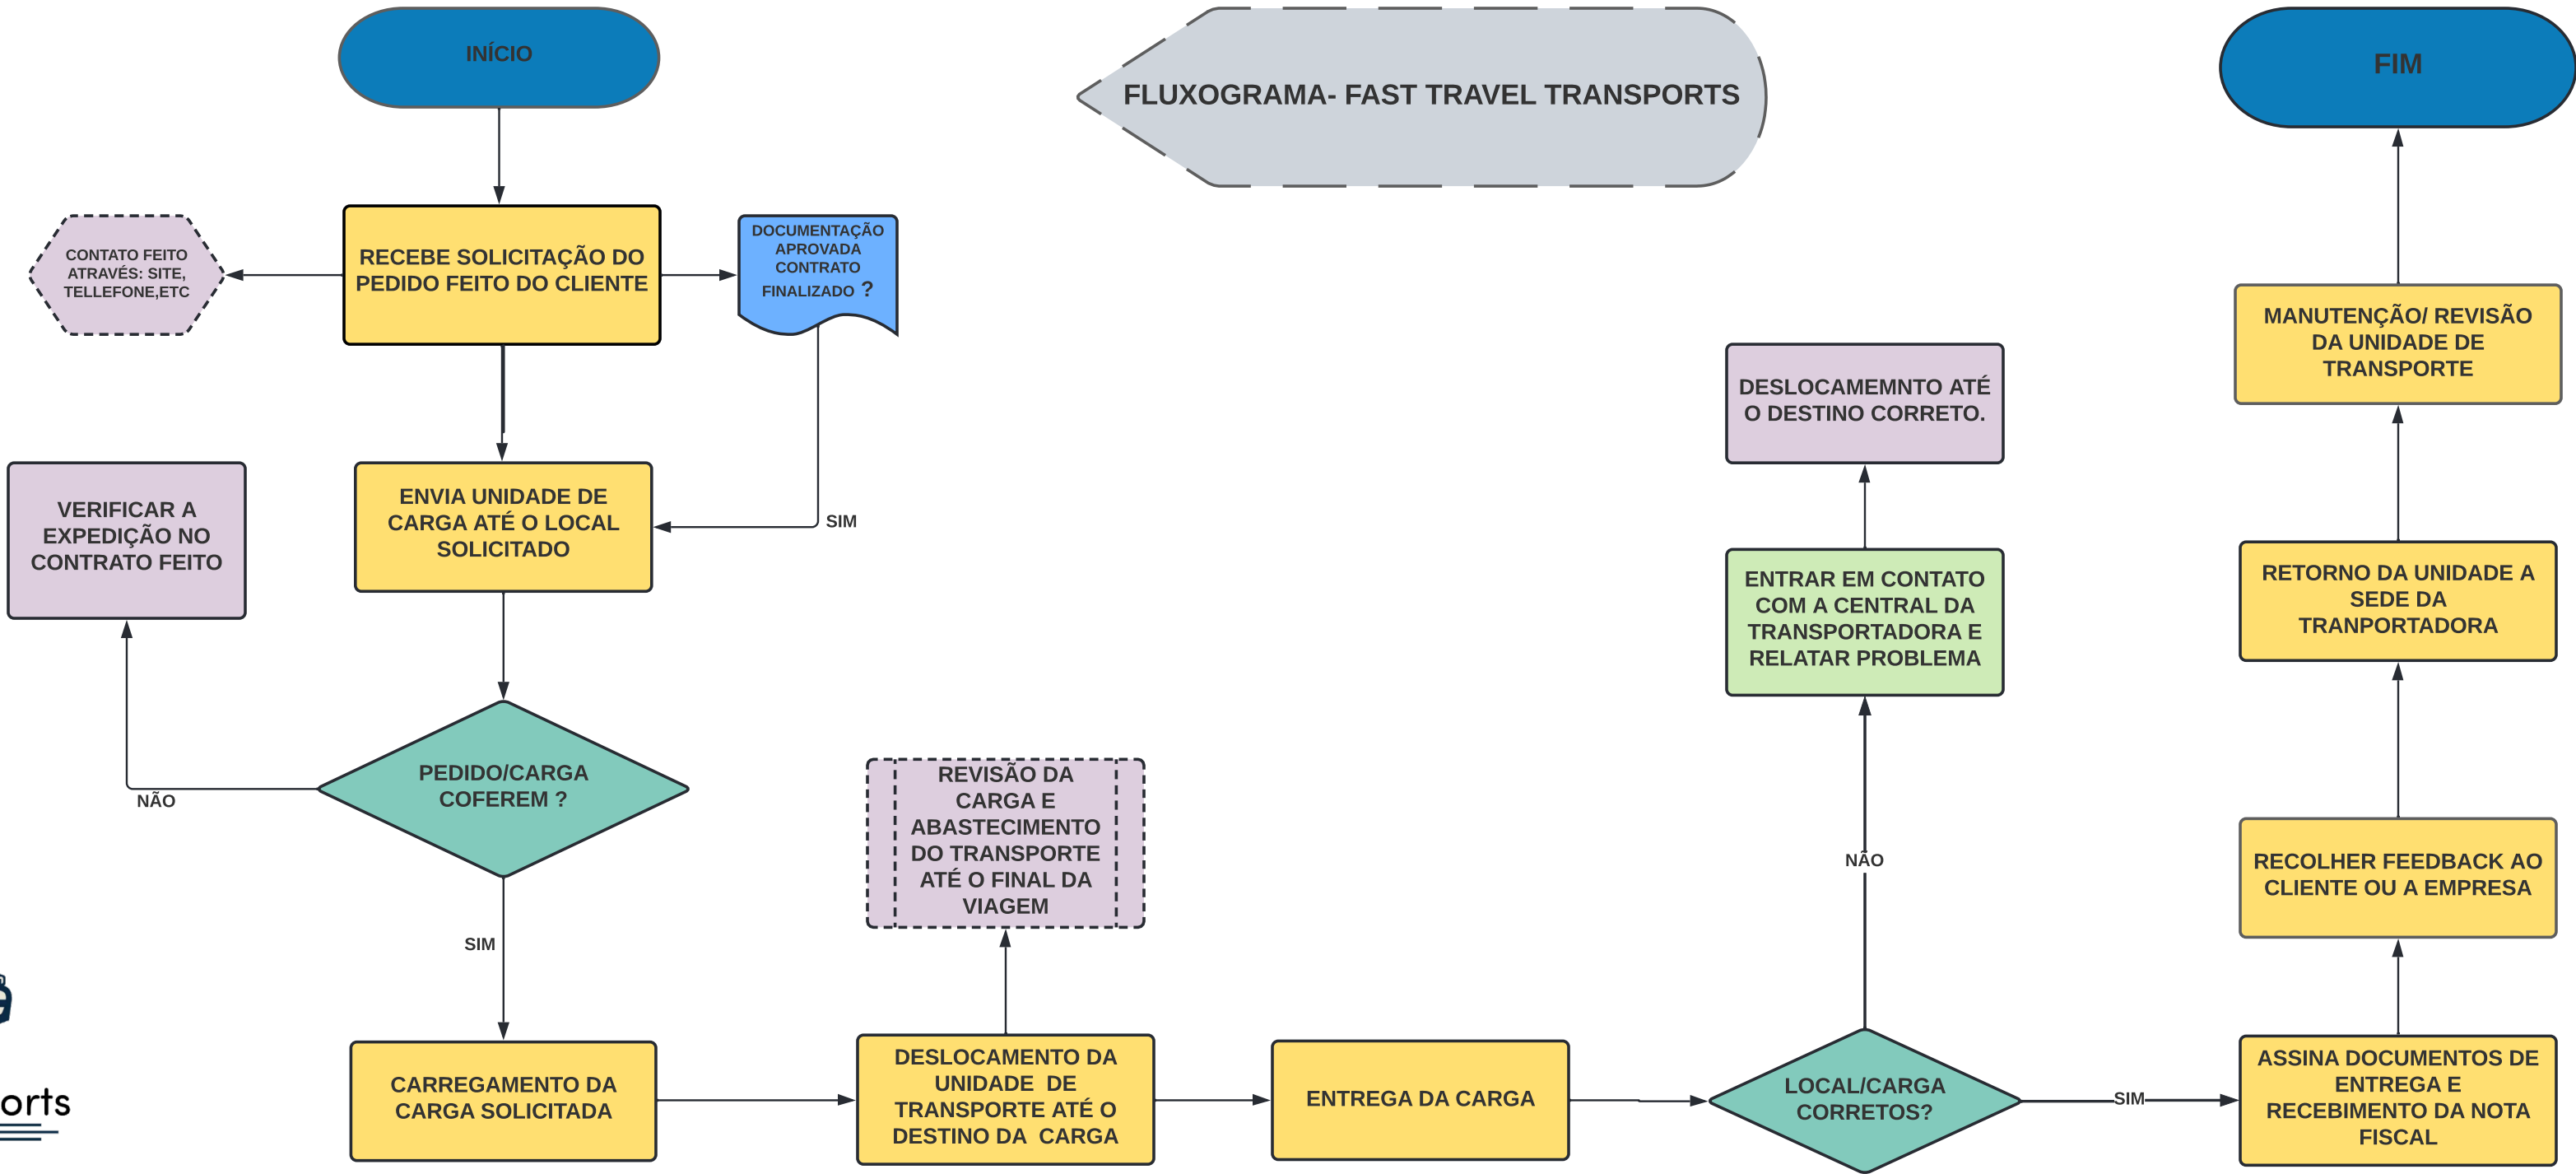 INÍCIO
FLUXOGRAMA- FAST TRAVEL TRANSPORTS
FIM
CONTATO FEITO
ATRAVÉS: SITE,
TELLEFONE,ETC
RECEBE SOLICITAÇÃO DO
PEDIDO FEITO DO CLIENTE
DOCUMENTAÇÃO
APROVADA
CONTRATO
FINALIZADO ?
SIM
ENVIA UNIDADE DE
CARGA ATÉ O LOCAL
SOLICITADO
VERIFICAR A
EXPEDIÇÃO NO
CONTRATO FEITO
NÃO
PEDIDO/CARGA
COFEREM ?
SIM
CARREGAMENTO DA
CARGA SOLICITADA
REVISÃO DA
CARGA E
ABASTECIMENTO
DO TRANSPORTE
ATÉ O FINAL DA
VIAGEM
DESLOCAMENTO DA
UNIDADE DE
TRANSPORTE ATÉ O
DESTINO DA CARGA
ENTREGA DA CARGA
LOCAL/CARGA
CORRETOS?
NÃO
ENTRAR EM CONTATO
COM A CENTRAL DA
TRANSPORTADORA E
RELATAR PROBLEMA
DESLOCAMEMNTO ATÉ
O DESTINO CORRETO.
SIM
ASSINA DOCUMENTOS DE
ENTREGA E
RECEBIMENTO DA NOTA
FISCAL
RECOLHER FEEDBACK AO
CLIENTE OU A EMPRESA
RETORNO DA UNIDADE A
SEDE DA
TRANPORTADORA
MANUTENÇÃO/ REVISÃO
DA UNIDADE DE
TRANSPORTE
orts